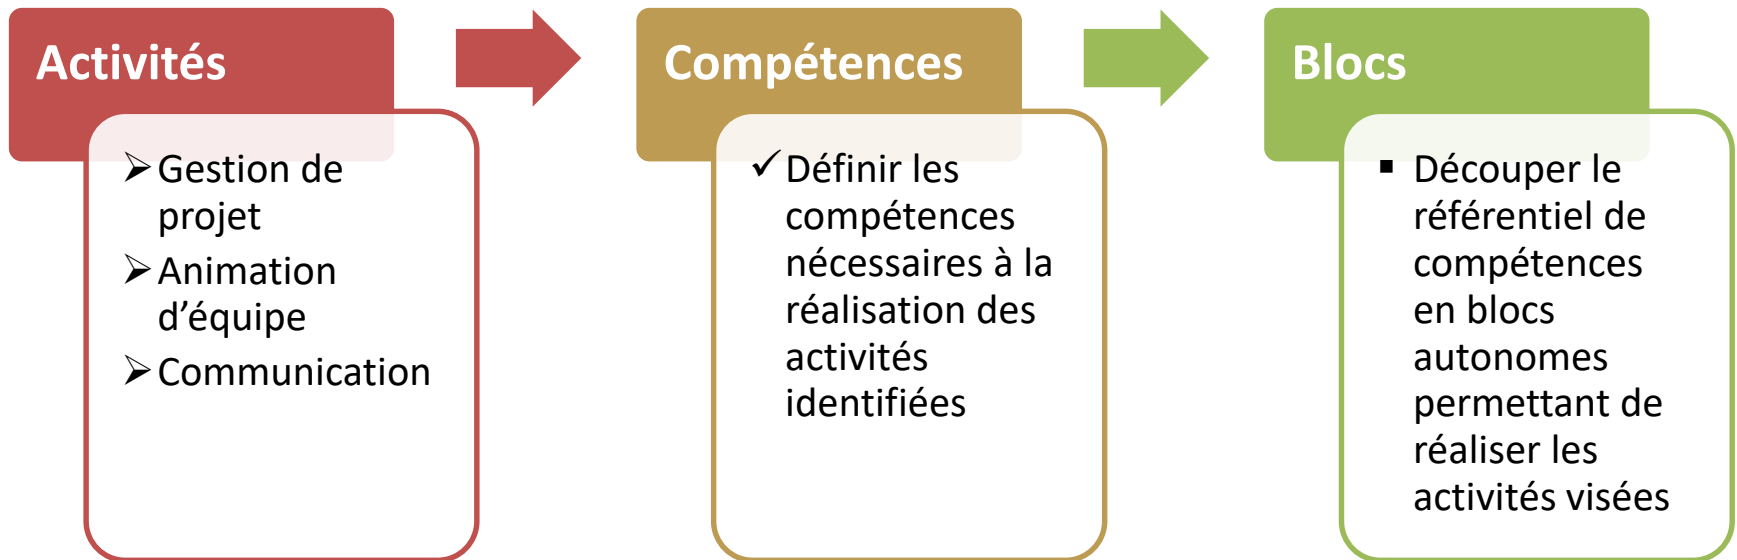 Activités
➢Gestion de
projet
➢Animation
d’équipe
➢Communication
Compétences
✓Définir les
compétences
nécessaires à la
réalisation des
activités
identifiées
Blocs
▪ Découper le
référentiel de
compétences
en blocs
autonomes
permettant de
réaliser les
activités visées